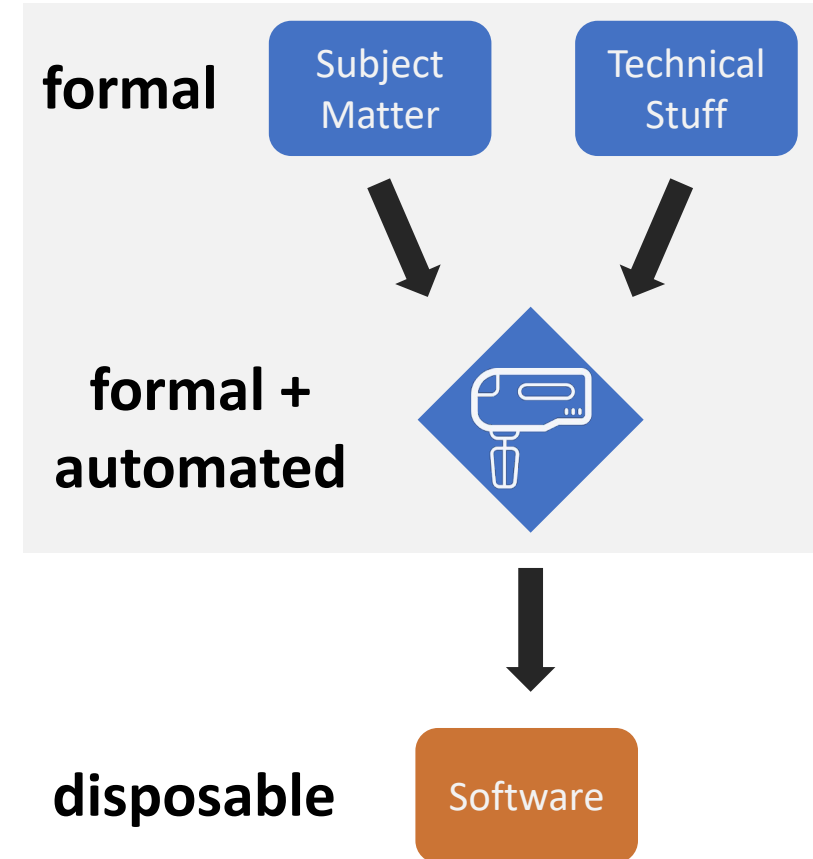 formal
Subject
Matter
Technical
Stuff
formal +
automated
disposable
Software